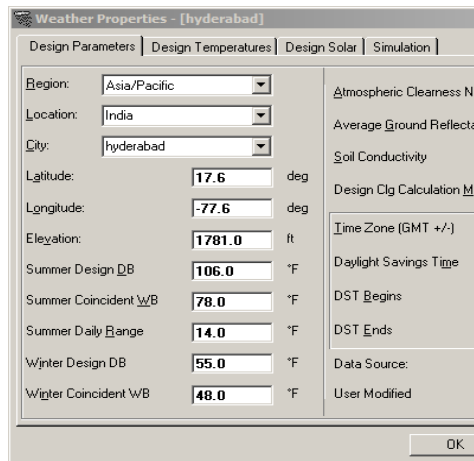 Weather Properties - [hyderabad]
Design Parameters Design Temperatures Design Solar Simulation
Region: Asia/Pacific
Location: India
City: hyderabad
Latitude: 17.6 deg
Longitude: -77.6 deg
Elevation: 1781.0 ft
Summer Design DB 106.0 °F
Summer Coincident WB 78.0 °F
Summer Daily Range 14.0 °F
Winter Design DB 55.0 °F
Winter Coincident WB 48.0 °F
Atmospheric Clearness N
Average Ground Reflecta
Soil Conductivity
Design Clg Calculation M
Time Zone (GMT +/-)
Daylight Savings Time
DST Begins
DST Ends
Data Source:
User Modified
OK